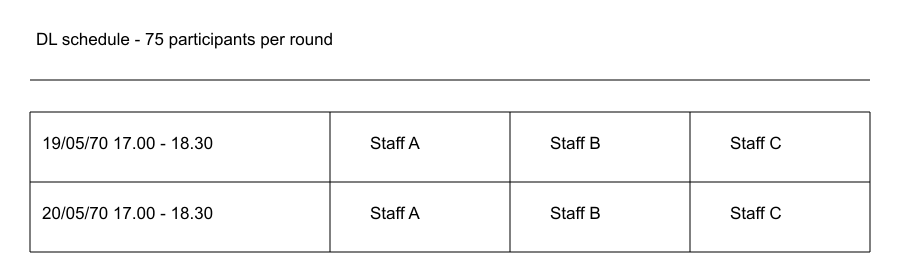 DL schedule - 75 participants per round
19/05/70 17.00 - 18.30 Staff A Staff B Staff C
20/05/70 17.00 - 18.30 Staff A Staff B Staff C